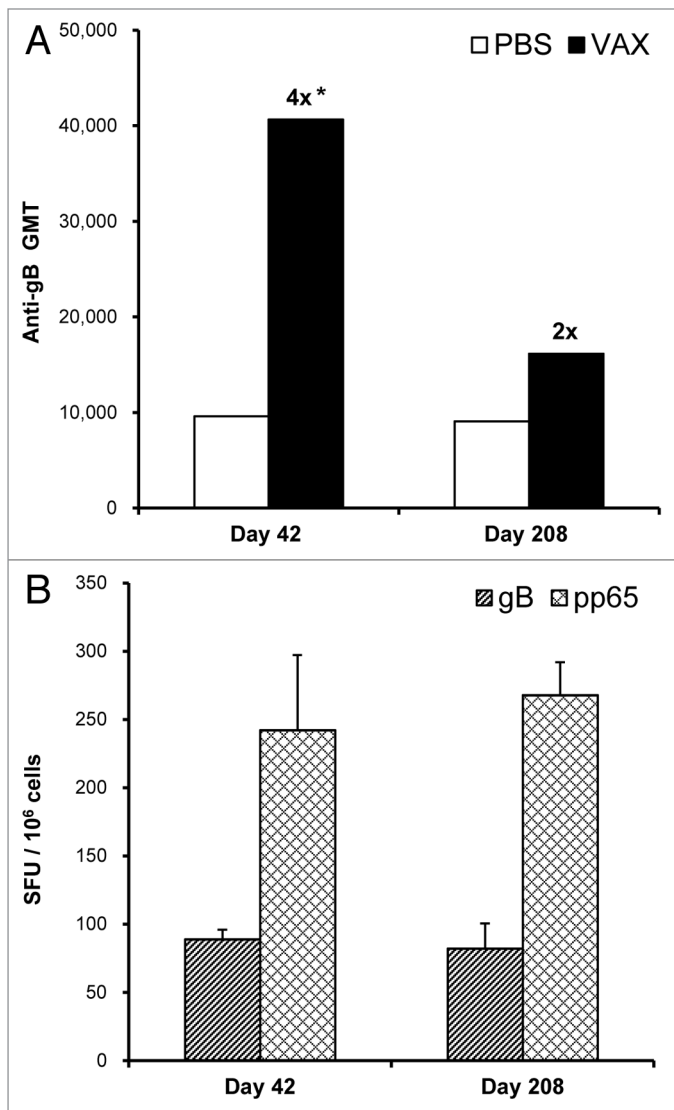 A
PBS VAX
50,000
40,000
30,000
20,000
10,000
0
Anti-gB GMT
4x *
2x
Day 42 Day 208
B
gB pp65
350
300
250
200
150
100
50
0
SFU / 10⁶ cells
Day 42 Day 208